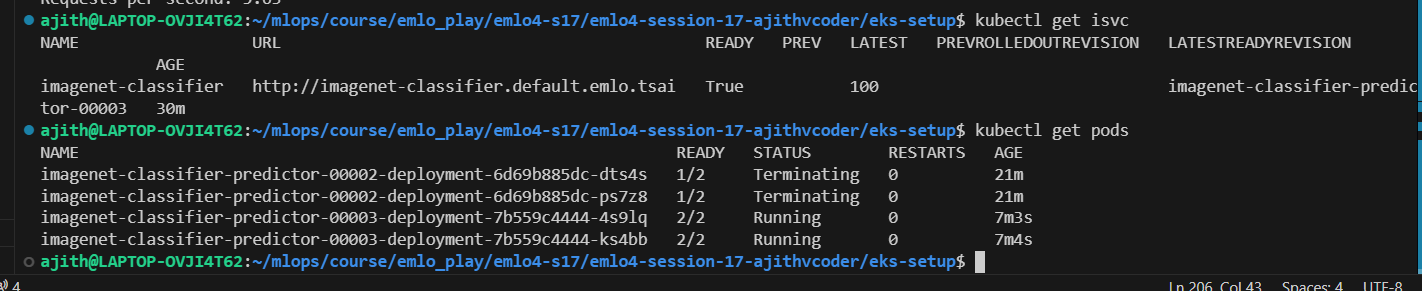 ajith@LAPTOP-OVJI4T62:~/mlops/course/emlo_play/emlo4-s17/emlo4-session-17-ajithvcoder/eks-setup$ kubectl get isvc
NAME URL READY PREV LATEST PREVROLLEDOUTREVISION LATESTREADYREVISION
AGE
imagenet-classifier http://imagenet-classifier.default.emlo.tsai True 100 imagenet-classifier-predic
tor-00003 30m
ajith@LAPTOP-OVJI4T62:~/mlops/course/emlo_play/emlo4-s17/emlo4-session-17-ajithvcoder/eks-setup$ kubectl get pods
NAME READY STATUS RESTARTS AGE
imagenet-classifier-predictor-00002-deployment-6d69b885dc-dts4s 1/2 Terminating 0 21m
imagenet-classifier-predictor-00002-deployment-6d69b885dc-ps7z8 1/2 Terminating 0 21m
imagenet-classifier-predictor-00003-deployment-7b559c4444-4s9lq 2/2 Running 0 7m3s
imagenet-classifier-predictor-00003-deployment-7b559c4444-ks4bb 2/2 Running 0 7m4s
ajith@LAPTOP-OVJI4T62:~/mlops/course/emlo_play/emlo4-s17/emlo4-session-17-ajithvcoder/eks-setup$
4 Ln 206, Col 43 Spaces: 4 UTF-8